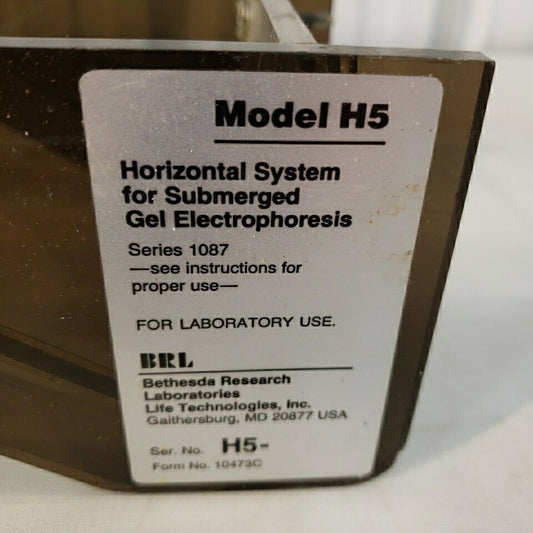 Model H5
Horizontal System
for Submerged
Gel Electrophoresis
Series 1087
—see instructions for
proper use—
FOR LABORATORY USE.
BRL
Bethesda Research
Laboratories
Life Technologies, Inc.
Gaithersburg, MD 20877 USA
Ser. No. H5-
Form No. 10473C